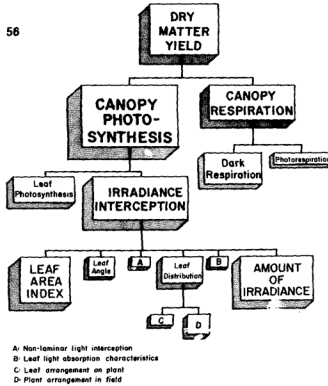 56
DRY
MATTER
YIELD
CANOPY
PHOTO-
SYNTHESIS
CANOPY
RESPIRATION
Leaf
Photosynthesis
IRRADIANCE
INTERCEPTION
Dark
Respiration
Photorespiration
LEAF
AREA
INDEX
Leaf
Angle
A
Leaf
Distribution
B
AMOUNT
OF
IRRADIANCE
C
D
A: Non-laminar light interception
B: Leaf light absorption characteristics
C: Leaf arrangement on plant
D: Plant arrangement in field